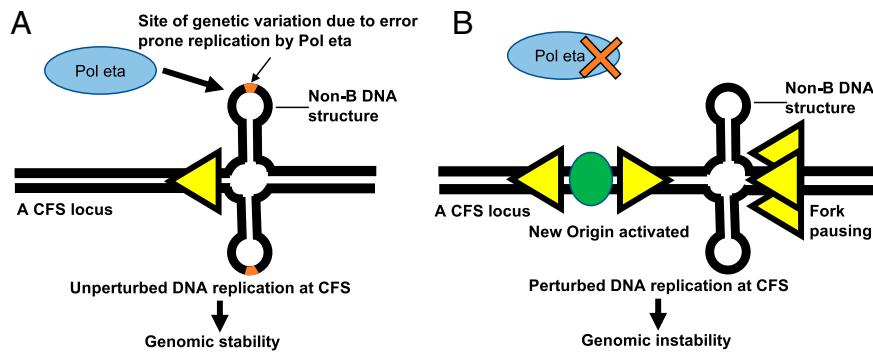 A
Site of genetic variation due to error
prone replication by Pol eta
Pol eta
Non-B DNA
structure
A CFS locus
Unperturbed DNA replication at CFS
Genomic stability
B
Pol eta
Non-B DNA
structure
A CFS locus
New Origin activated
Fork
pausing
Perturbed DNA replication at CFS
Genomic instability